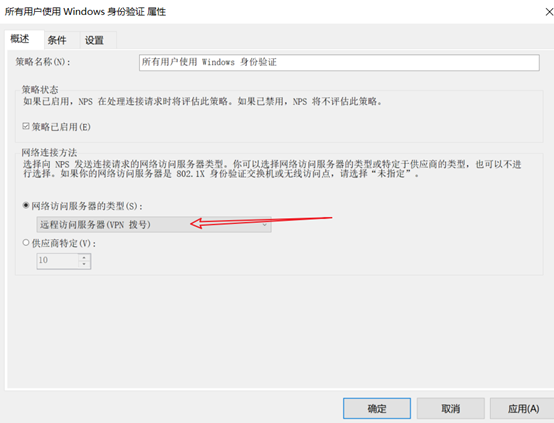 所有用户使用 Windows 身份验证 属性
概述 条件 设置
策略名称(N): 所有用户使用 Windows 身份验证
策略状态
如果已启用，NPS 在处理连接请求时将评估此策略。如果已禁用，NPS 将不评估此策略。
策略已启用(E)
网络连接方法
选择向 NPS 发送连接请求的网络访问服务器类型。你可以选择网络访问服务器的类型或特定于供应商的类型，也可以不进
行选择。如果你的网络访问服务器是 802.1X 身份验证交换机或无线访问点，请选择“未指定”。
网络访问服务器的类型(S):
远程访问服务器(VPN 拨号)
供应商特定(V):
10
确定 取消 应用(A)